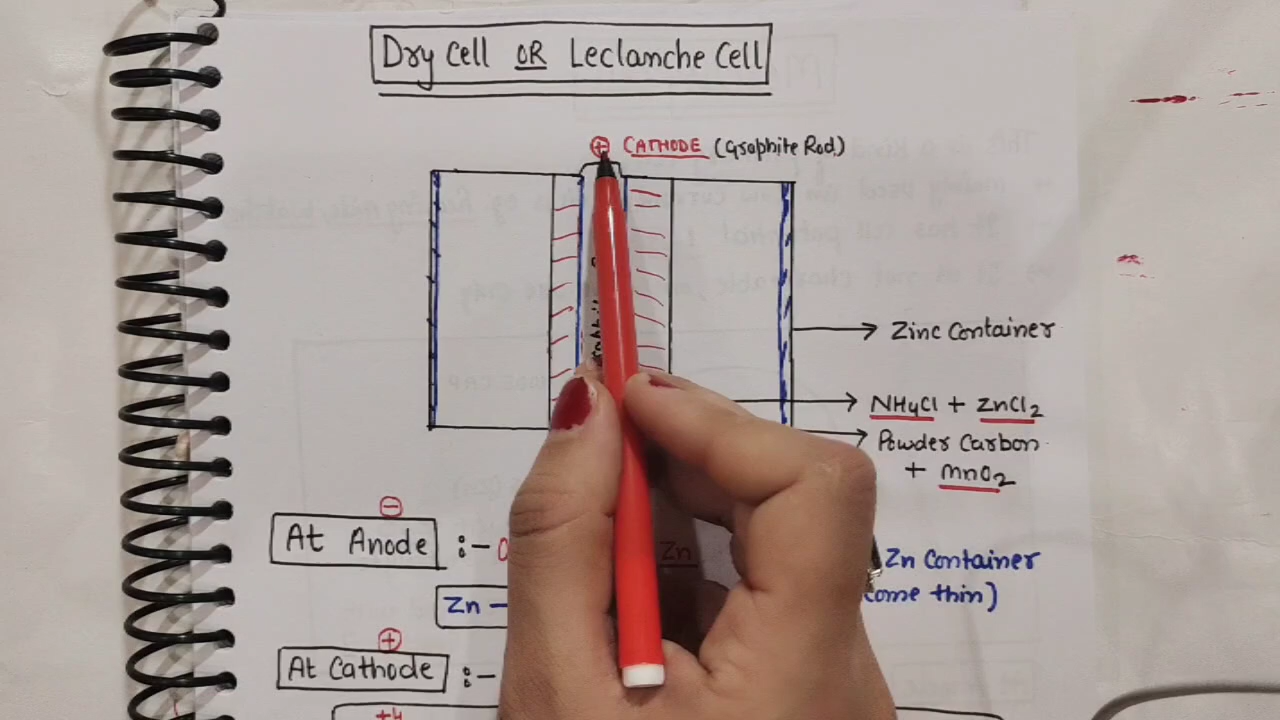 Dry Cell OR Leclanche Cell
⊕ CATHODE (Graphite Rod)
Zinc Container
NH4Cl + ZnCl2
Powder Carbon
+ MnO2
⊖
At Anode :-
Zn
Zn Container
come thin)
Zn
⊕
At Cathode :-
+4